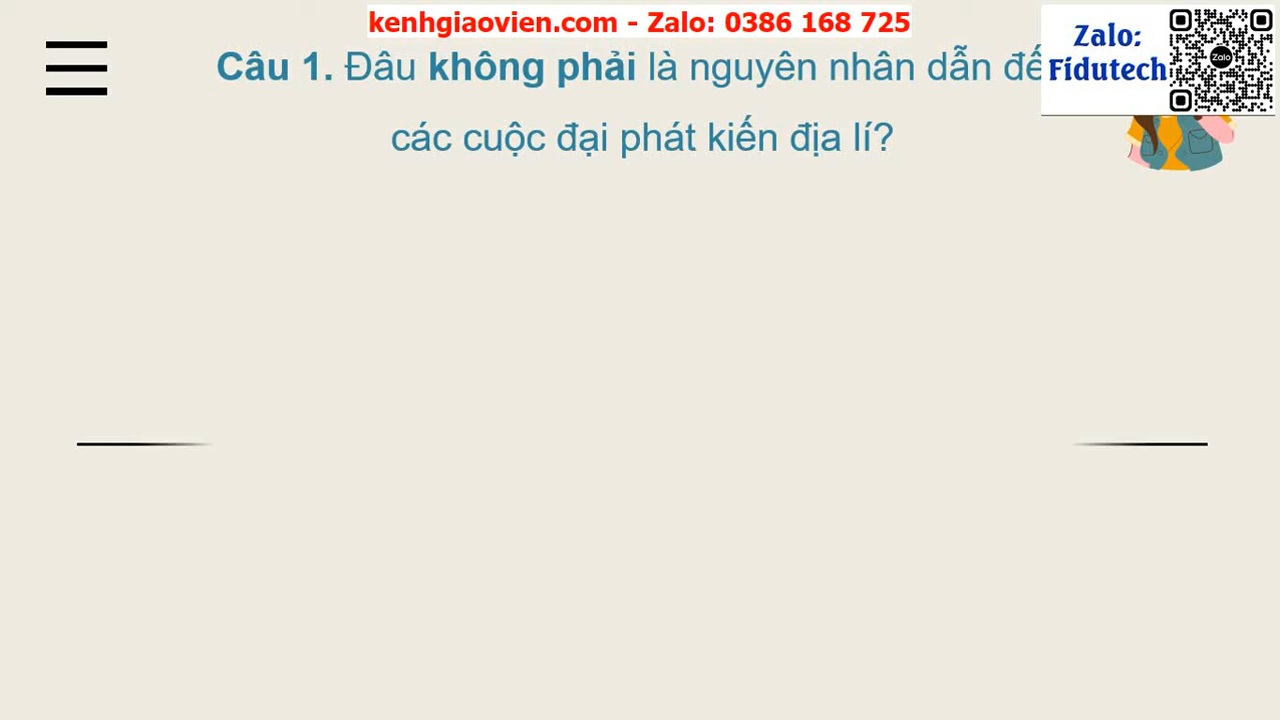 kenhgiaovien.com - Zalo: 0386 168 725
Zalo:
Fidutech
Zalo
Câu 1. Đâu không phải là nguyên nhân dẫn
các cuộc đại phát kiến địa lí?